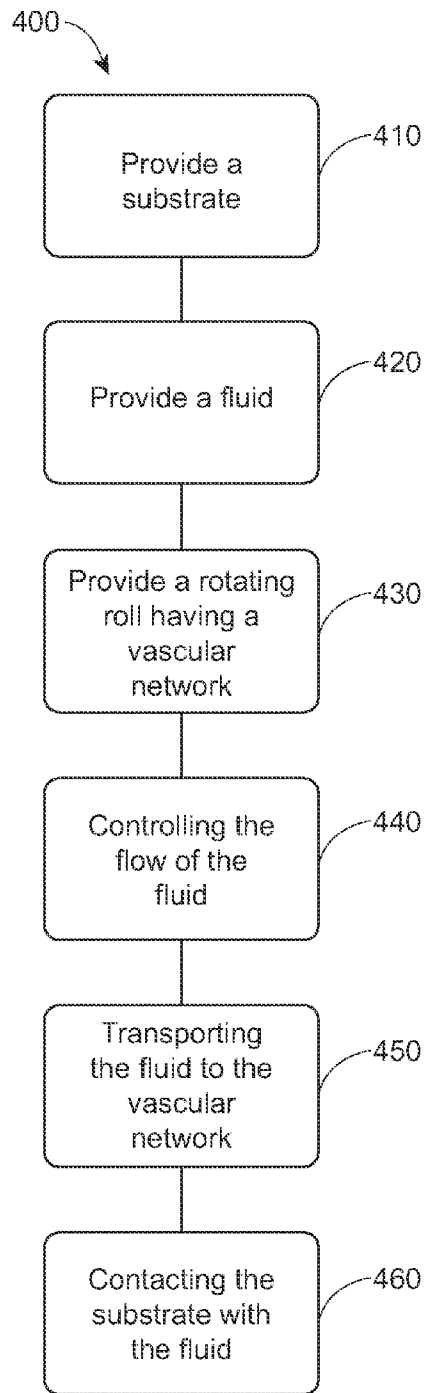 400
410
Provide a
substrate
420
Provide a fluid
430
Provide a rotating
roll having a
vascular
network
440
Controlling the
flow of the
fluid
450
Transporting
the fluid to the
vascular
network
460
Contacting the
substrate with
the fluid